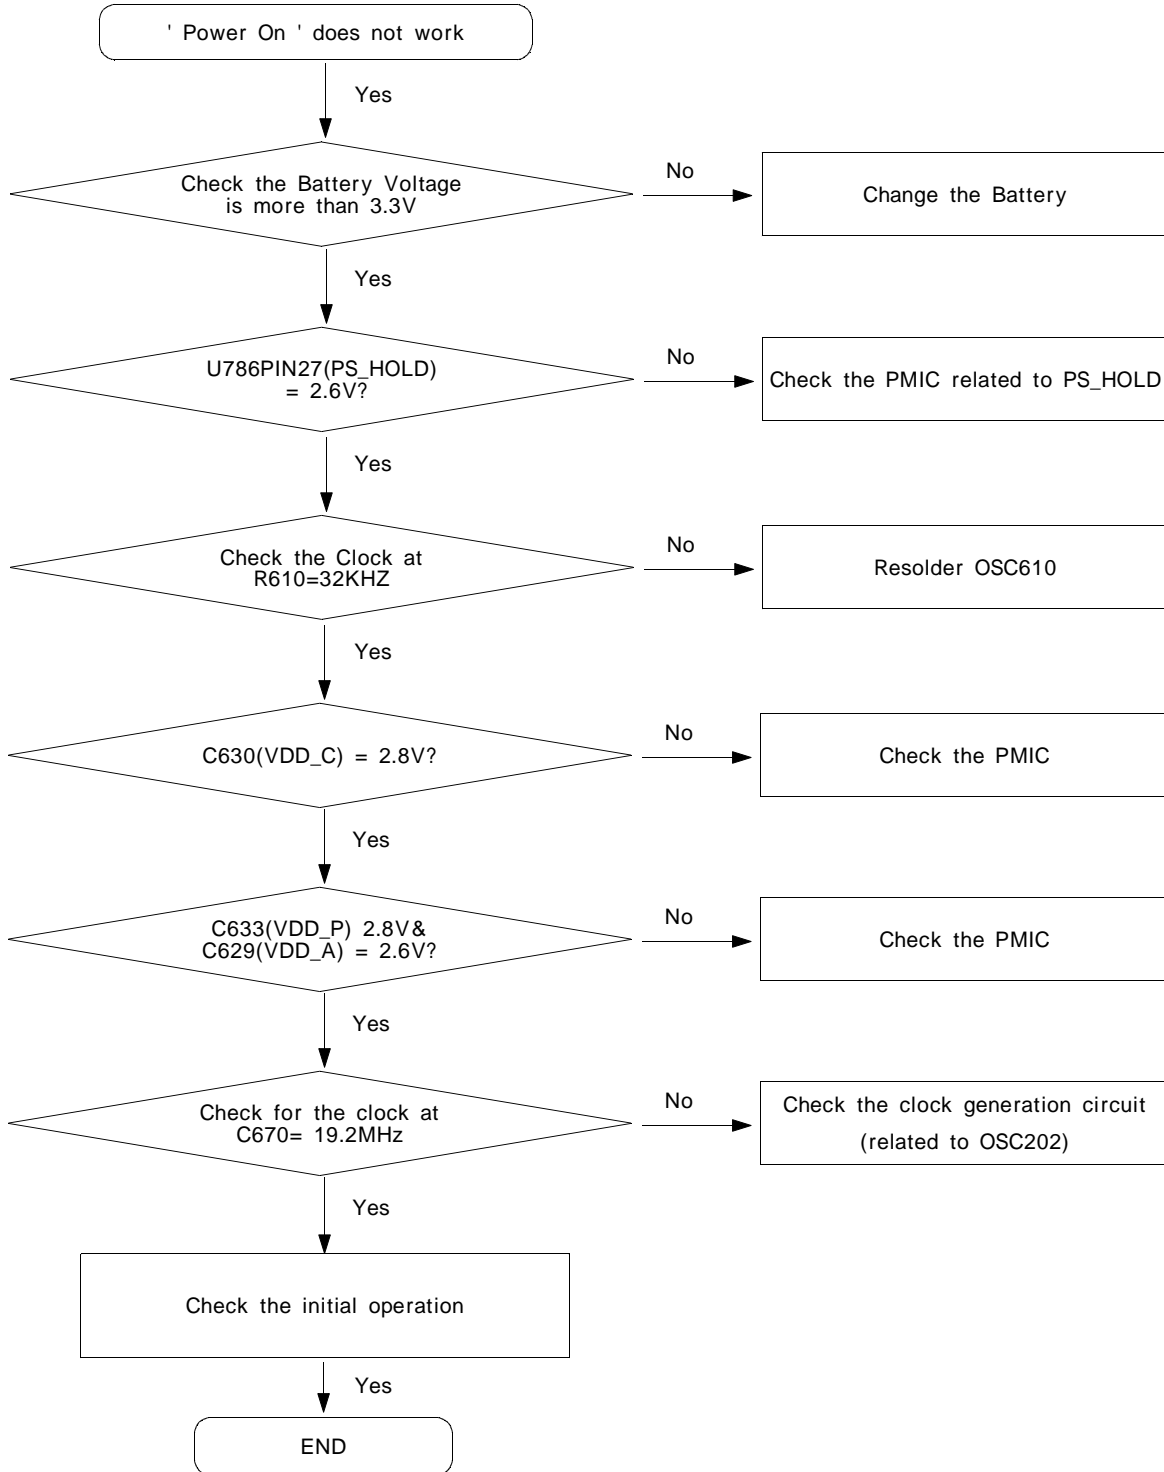 ' Power On ' does not work
Yes
Check the Battery Voltage
is more than 3.3V
No
Change the Battery
Yes
U786PIN27(PS_HOLD)
= 2.6V?
No
Check the PMIC related to PS_HOLD
Yes
Check the Clock at
R610=32KHZ
No
Resolder OSC610
Yes
C630(VDD_C) = 2.8V?
No
Check the PMIC
Yes
C633(VDD_P) 2.8V&
C629(VDD_A) = 2.6V?
No
Check the PMIC
Yes
Check for the clock at
C670= 19.2MHz
No
Check the clock generation circuit
(related to OSC202)
Yes
Check the initial operation
Yes
END